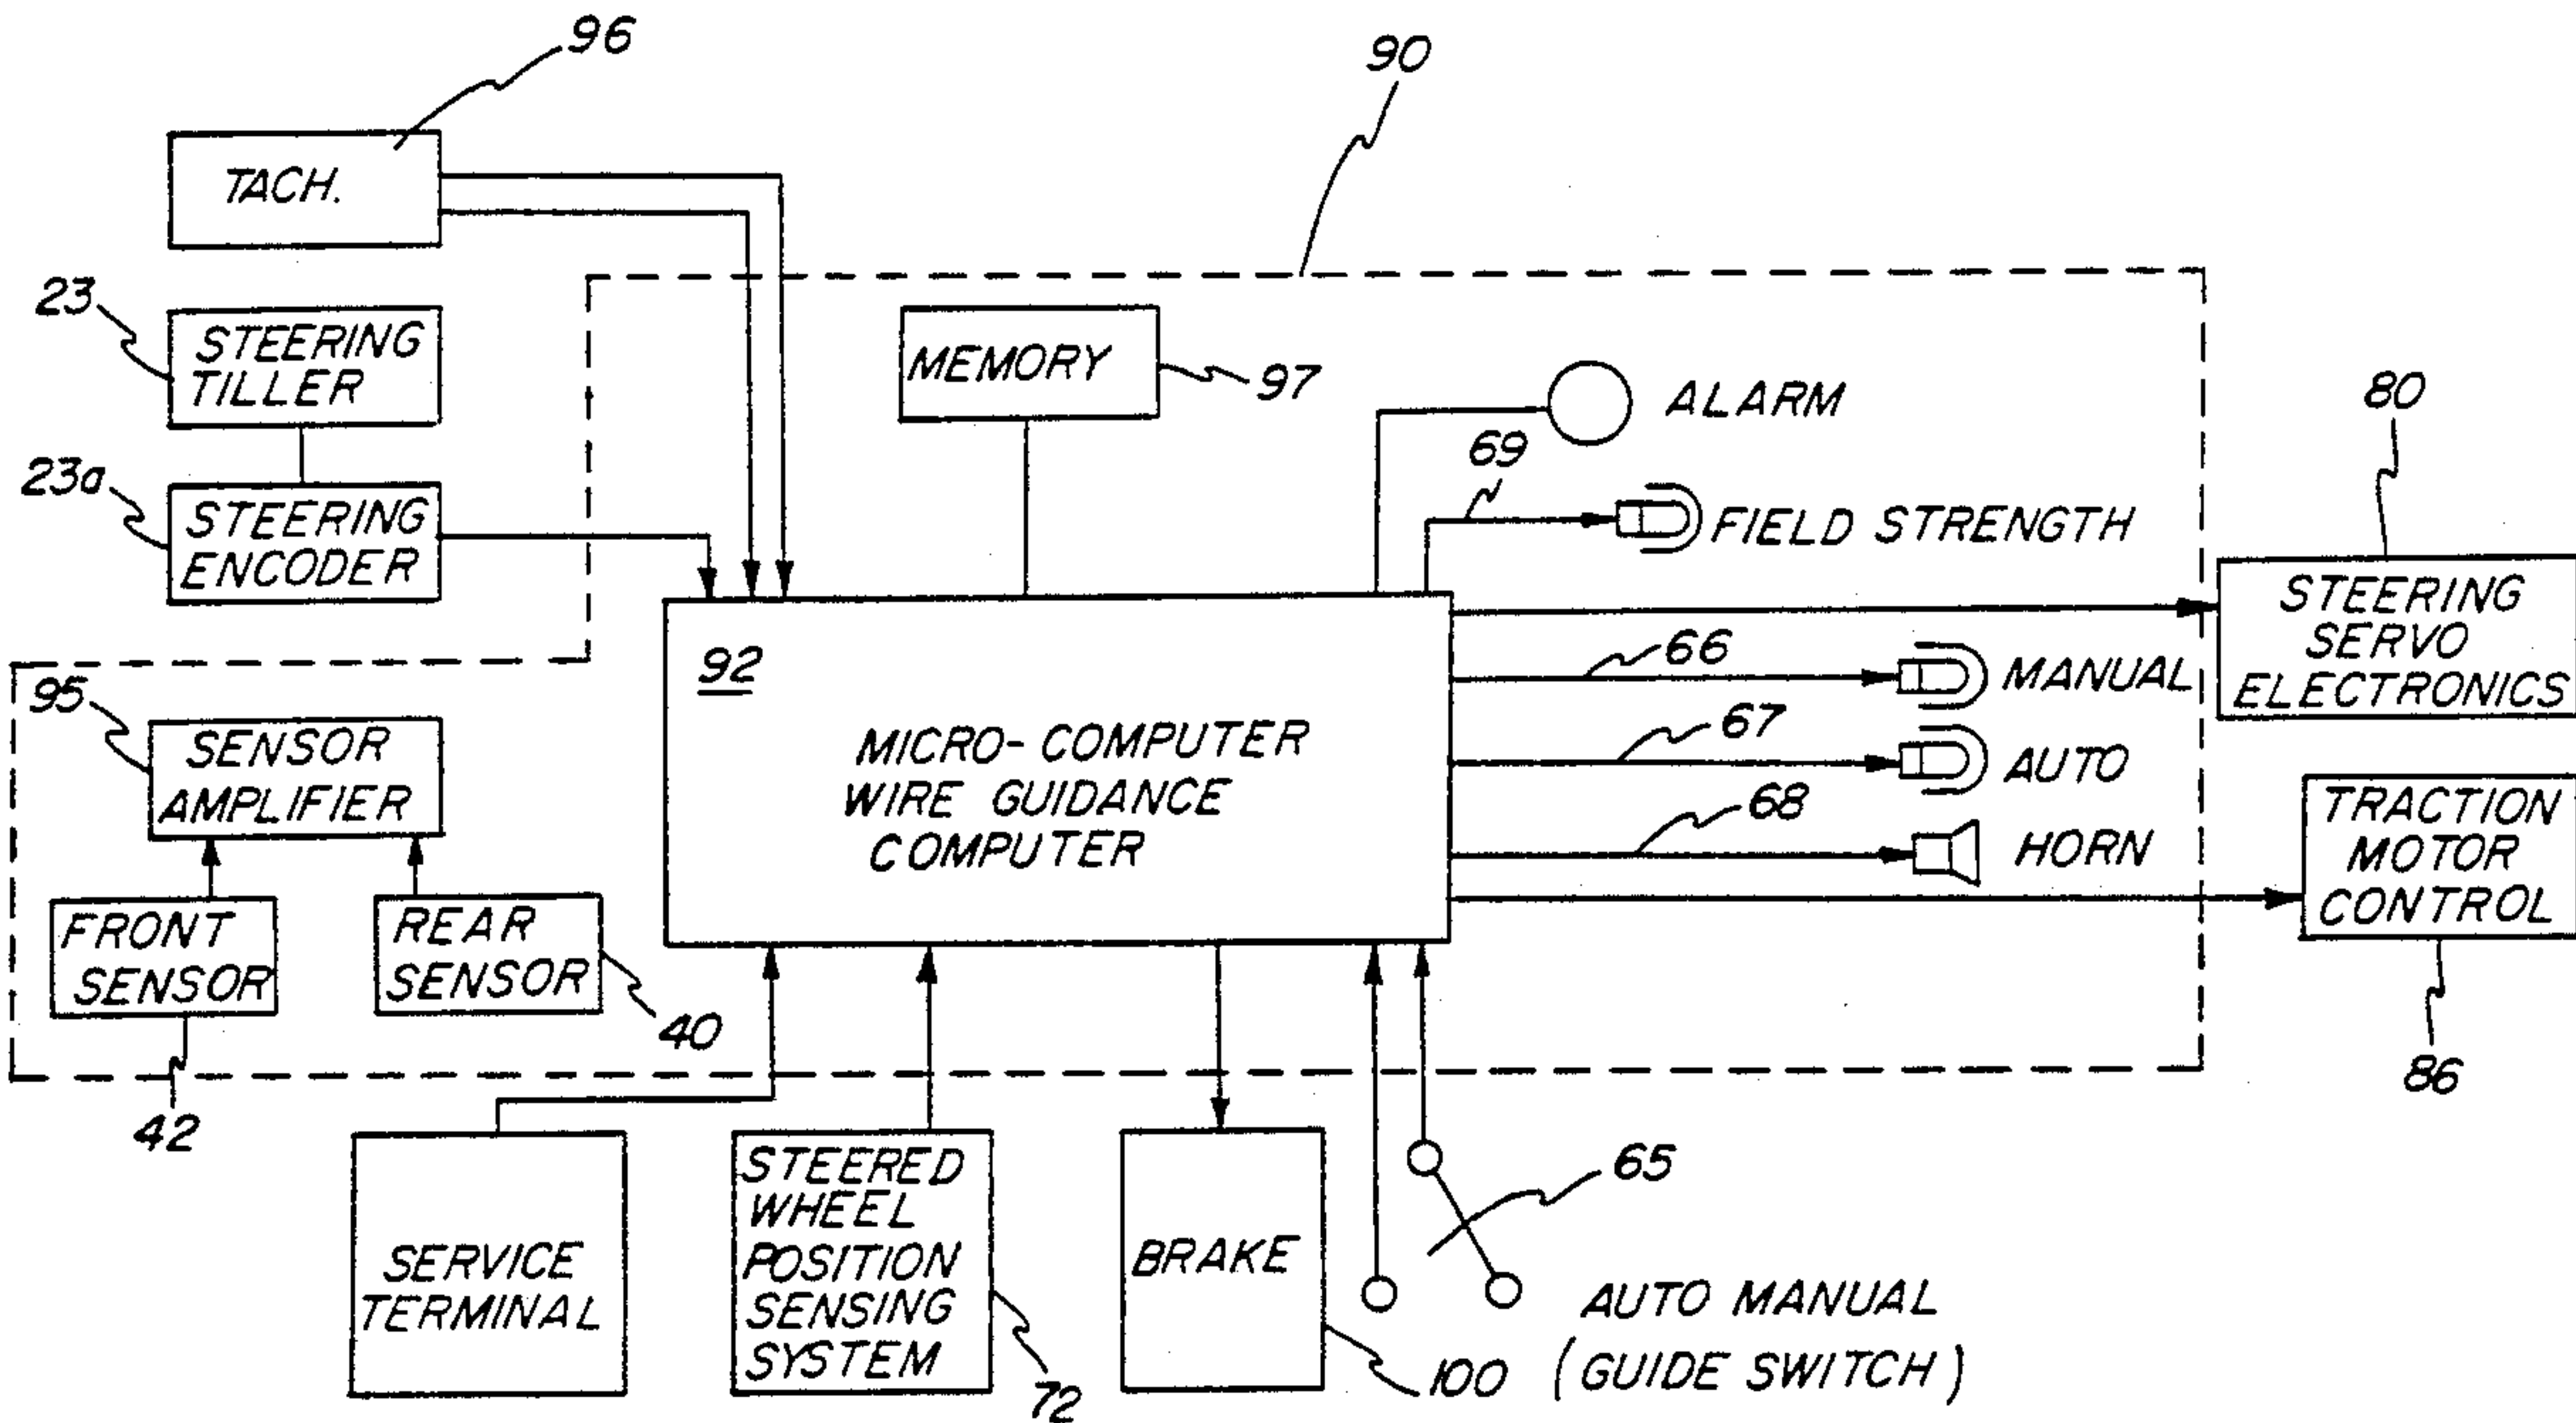 96
90
TACH.
23
STEERING
TILLER
MEMORY
97
ALARM
80
69
23a
STEERING
ENCODER
FIELD STRENGTH
STEERING
SERVO
ELECTRONICS
92
66
MANUAL
95
SENSOR
AMPLIFIER
MICRO-COMPUTER
WIRE GUIDANCE
COMPUTER
67
AUTO
68
HORN
TRACTION
MOTOR
CONTROL
FRONT
SENSOR
REAR
SENSOR
40
42
86
SERVICE
TERMINAL
STEERED
WHEEL
POSITION
SENSING
SYSTEM
72
BRAKE
100
65
AUTO MANUAL
(GUIDE SWITCH)